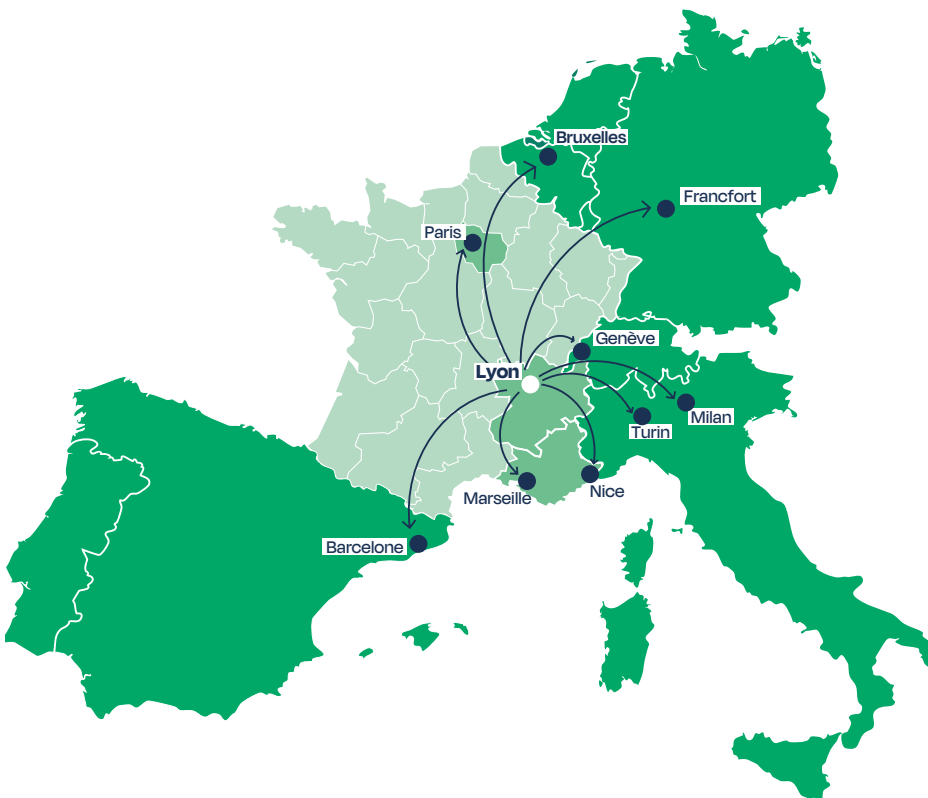 Bruxelles
Francfort
Paris
Genève
Lyon
Milan
Turin
Nice
Marseille
Barcelone